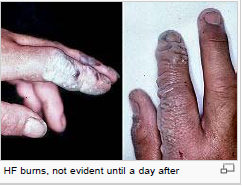 HF burns, not evident until a day after